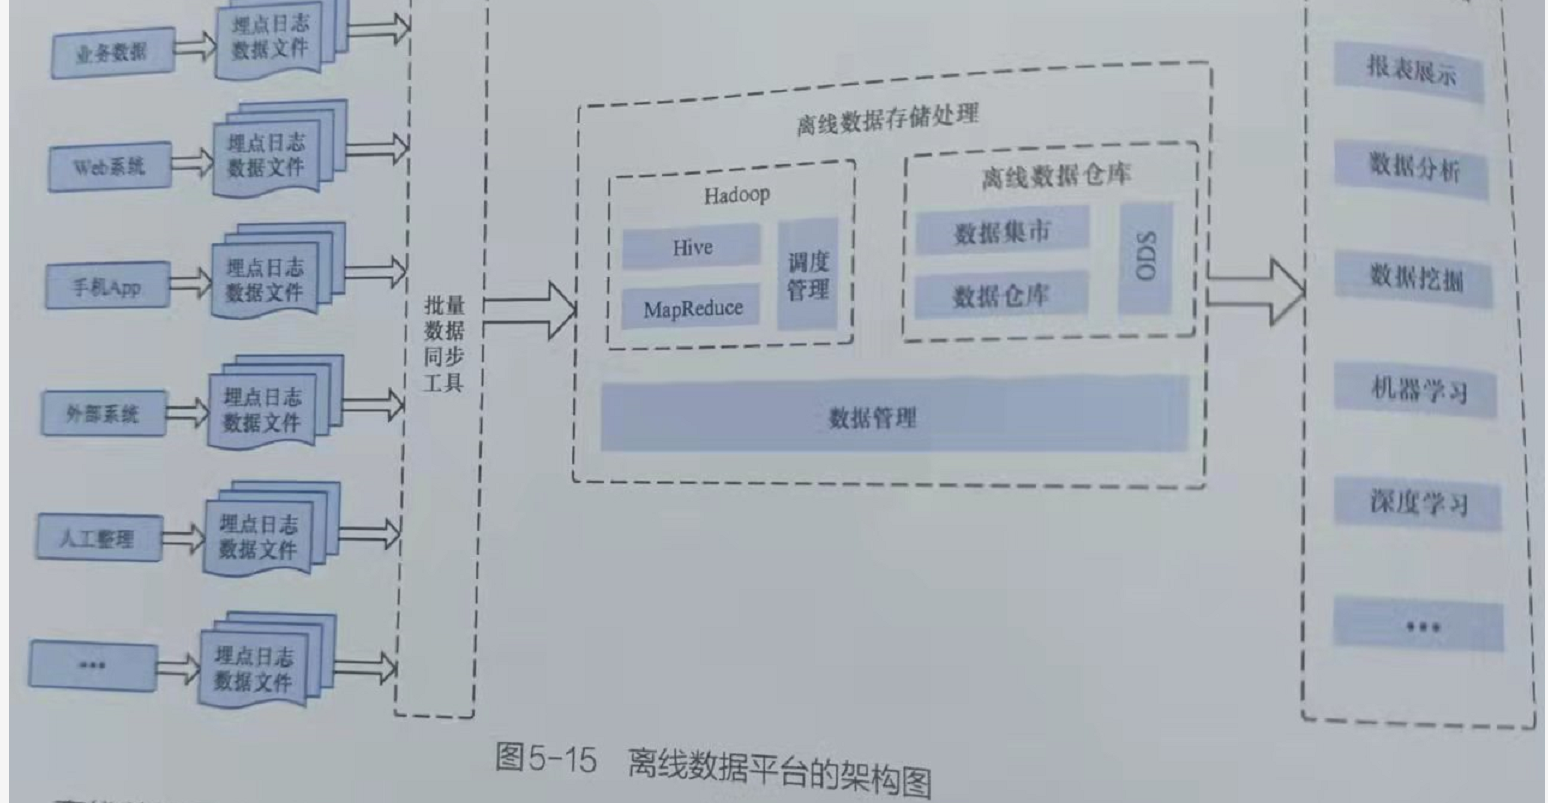 业务数据
埋点日志
数据文件
Web系统
埋点日志
数据文件
手机App
埋点日志
数据文件
外部系统
埋点日志
数据文件
人工整理
埋点日志
数据文件
•••
埋点日志
数据文件
批量
数据
同步
工具
离线数据存储处理
Hadoop
Hive
MapReduce
调度
管理
离线数据仓库
数据集市
数据仓库
ODS
数据管理
报表展示
数据分析
数据挖掘
机器学习
深度学习
•••
图5-15 离线数据平台的架构图